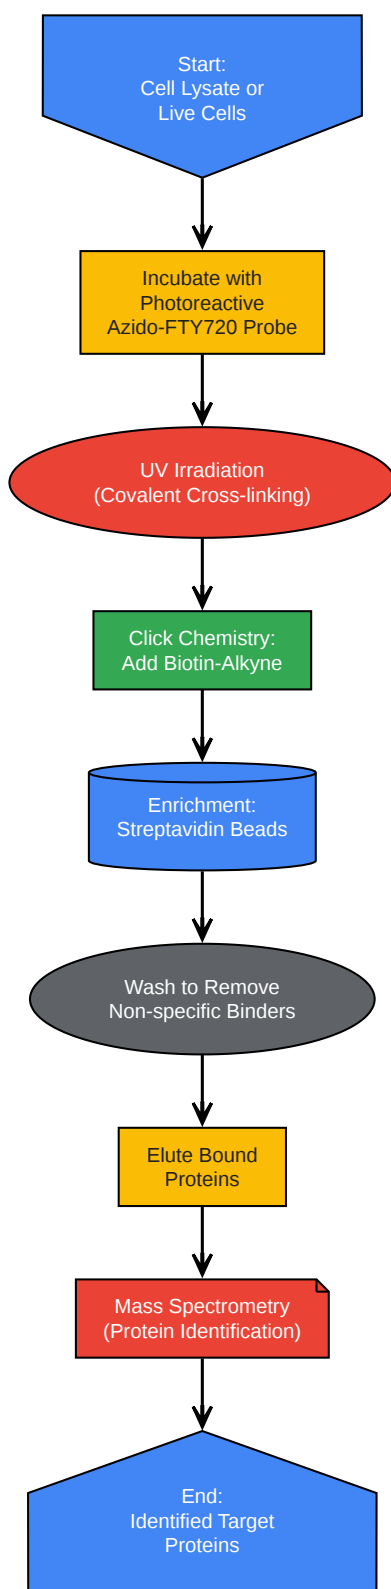 Start:
Cell Lysate or
Live Cells
Incubate with
Photoreactive
Azido-FTY720 Probe
UV Irradiation
(Covalent Cross-linking)
Click Chemistry:
Add Biotin-Alkyne
Enrichment:
Streptavidin Beads
Wash to Remove
Non-specific Binders
Elute Bound
Proteins
Mass Spectrometry
(Protein Identification)
End:
Identified Target
Proteins